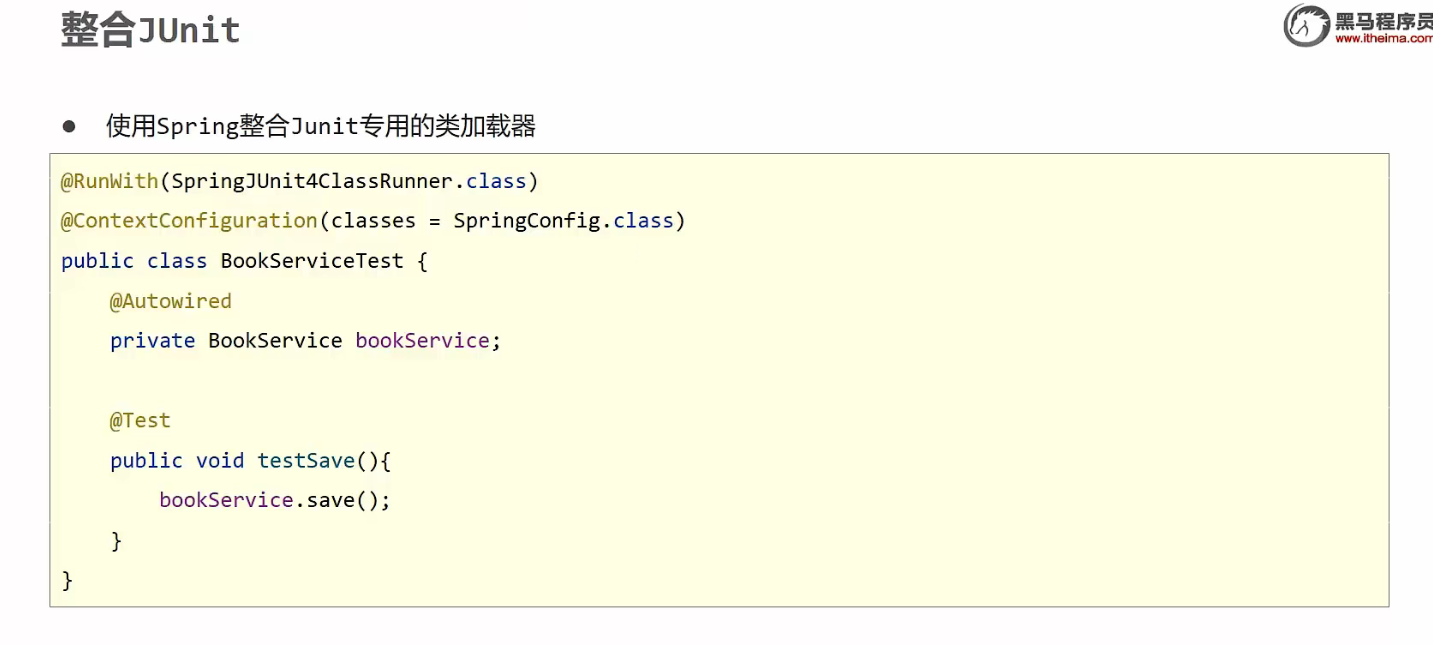 整合JUnit
黑马程序员
www.itheima.com
● 使用Spring整合Junit专用的类加载器
@RunWith(SpringJUnit4ClassRunner.class)
@ContextConfiguration(classes = SpringConfig.class)
public class BookServiceTest {
    @Autowired
    private BookService bookService;
    @Test
    public void testSave(){
        bookService.save();
    }
}